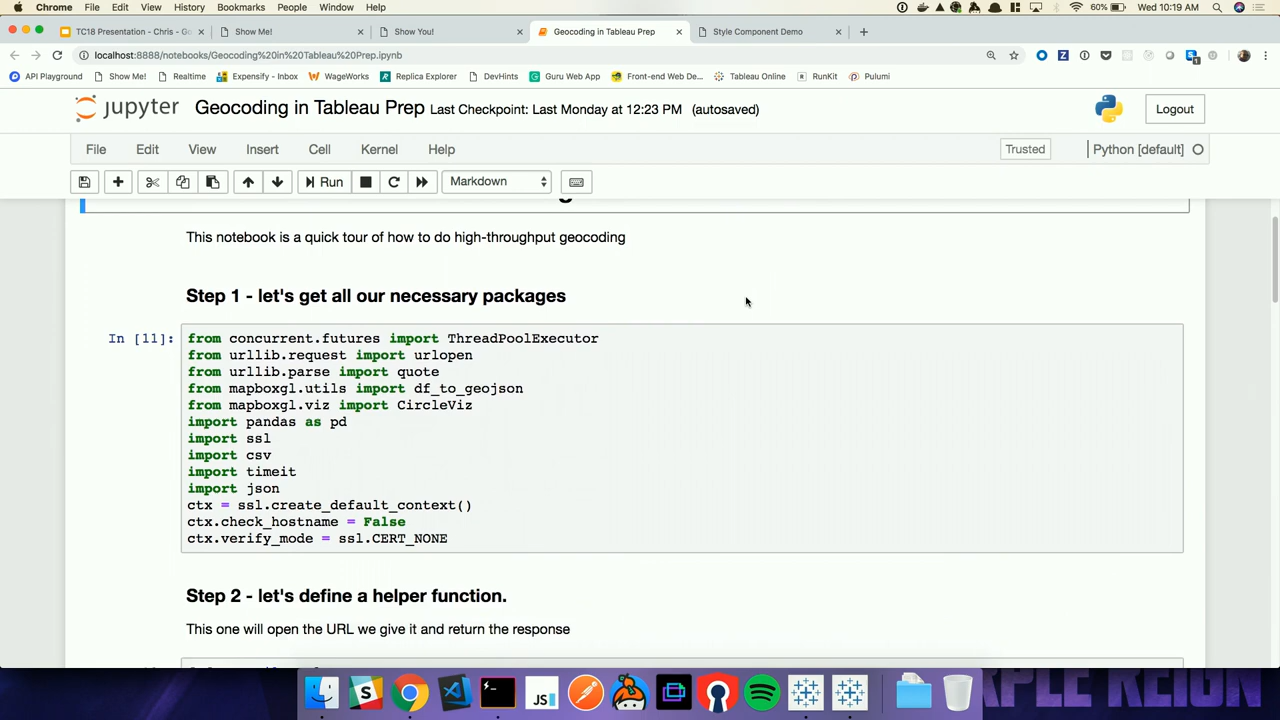 Chrome File Edit View History Bookmarks People Window Help 60% Wed 10:19 AM
TC18 Presentation - Chris - Go Show Me! Show You! Geocoding in Tableau Prep Style Component Demo
localhost:8888/notebooks/Geocoding%20in%20Tableau%20Prep.ipynb
API Playground Show Me! Realtime Expensify - Inbox WageWorks Replica Explorer DevHints Guru Web App Front-end Web De... Tableau Online RunKit Pulumi
jupyter Geocoding in Tableau Prep Last Checkpoint: Last Monday at 12:23 PM (autosaved) Logout
File Edit View Insert Cell Kernel Help Trusted Python [default]
Run Markdown
This notebook is a quick tour of how to do high-throughput geocoding
Step 1 - let's get all our necessary packages
In [11]: from concurrent.futures import ThreadPoolExecutor
from urllib.request import urlopen
from urllib.parse import quote
from mapboxgl.utils import df_to_geojson
from mapboxgl.viz import CircleViz
import pandas as pd
import ssl
import csv
import timeit
import json
ctx = ssl.create_default_context()
ctx.check_hostname = False
ctx.verify_mode = ssl.CERT_NONE
Step 2 - let's define a helper function.
This one will open the URL we give it and return the response
JS RPLE REIGN